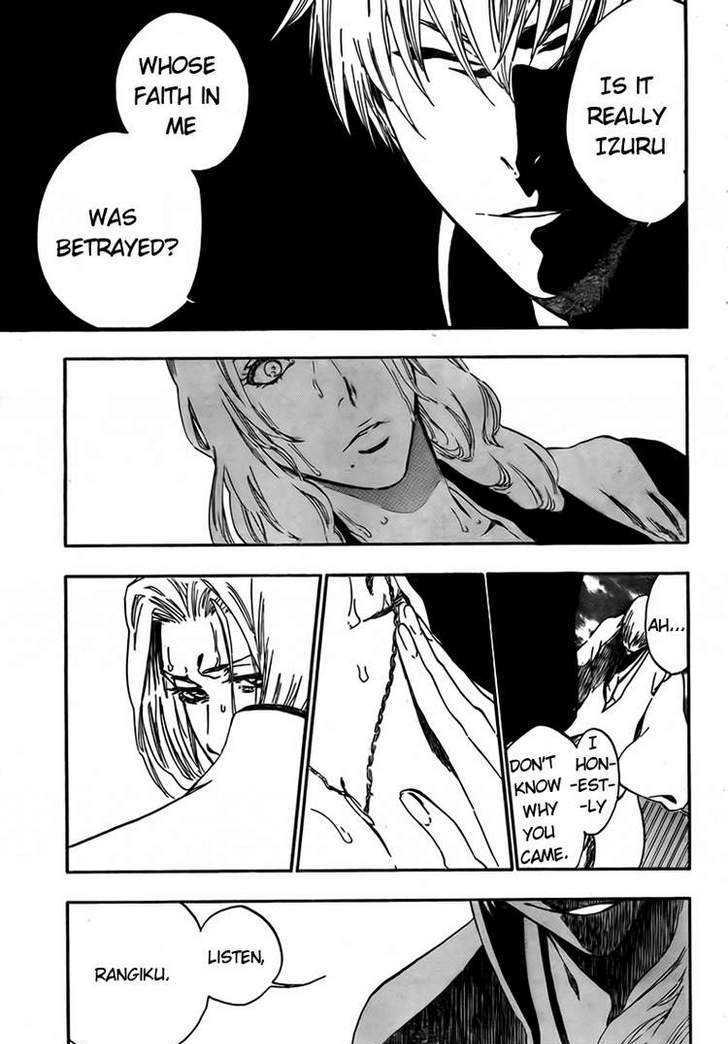 IS IT
REALLY
IZURU
WHOSE
FAITH IN
ME
WAS
BETRAYED?
AH...
I
HON-
-EST-
-LY
DON'T
KNOW
WHY
YOU
CAME.
LISTEN,
RANGIKU.